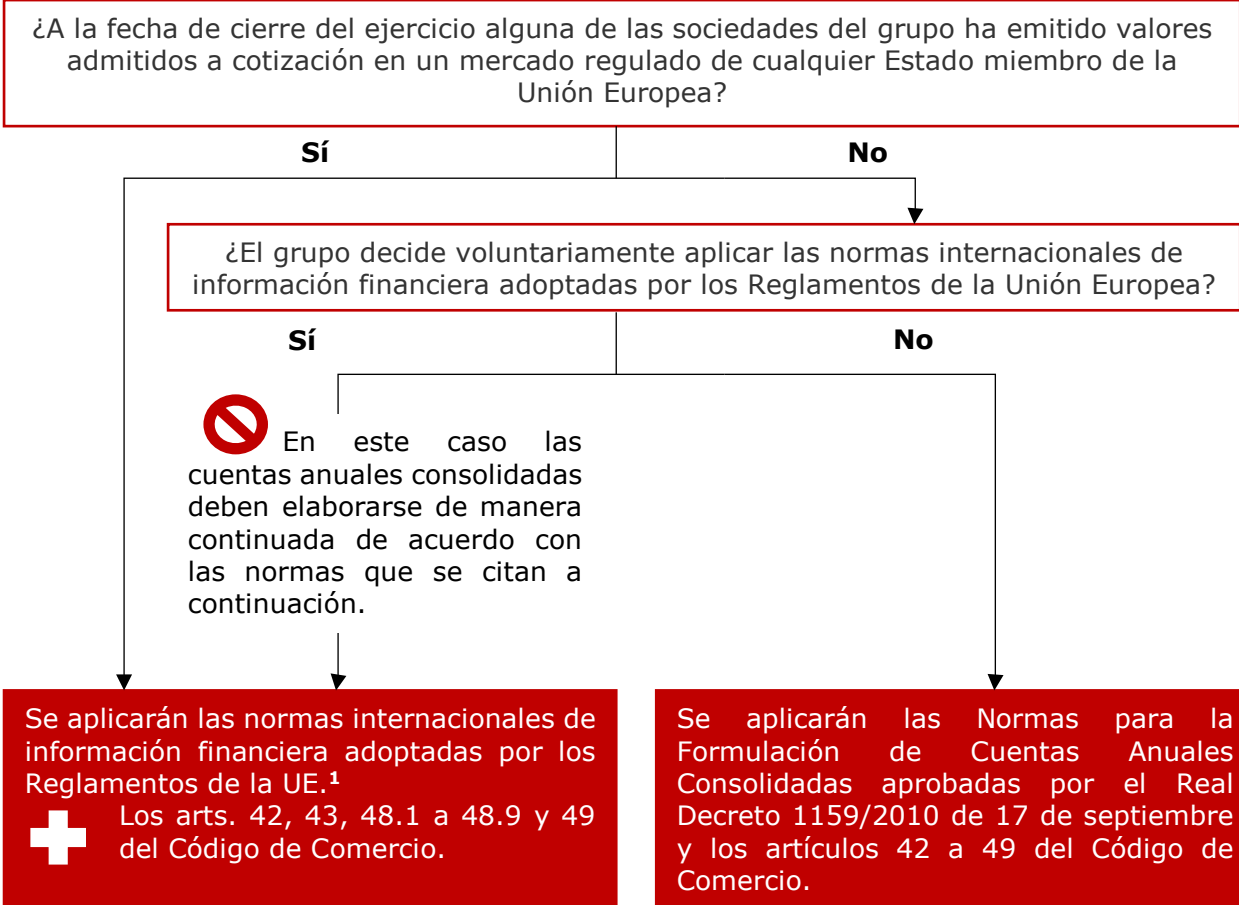 ¿A la fecha de cierre del ejercicio alguna de las sociedades del grupo ha emitido valores
admitidos a cotización en un mercado regulado de cualquier Estado miembro de la
Unión Europea?
Sí
No
¿El grupo decide voluntariamente aplicar las normas internacionales de
información financiera adoptadas por los Reglamentos de la Unión Europea?
Sí
No
En este caso las
cuentas anuales consolidadas
deben elaborarse de manera
continuada de acuerdo con
las normas que se citan a
continuación.
Se aplicarán las normas internacionales de
información financiera adoptadas por los
Reglamentos de la UE.¹
Los arts. 42, 43, 48.1 a 48.9 y 49
del Código de Comercio.
Se aplicarán las Normas para la
Formulación de Cuentas Anuales
Consolidadas aprobadas por el Real
Decreto 1159/2010 de 17 de septiembre
y los artículos 42 a 49 del Código de
Comercio.